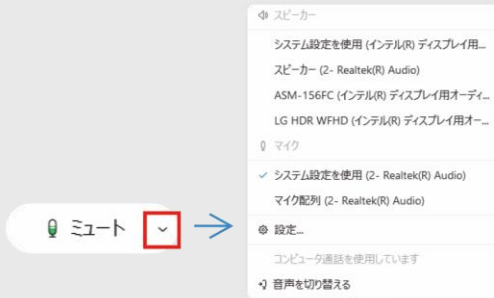 スピーカー
システム設定を使用 (インテル(R) ディスプレイ用...
スピーカー (2- Realtek(R) Audio)
ASM-156FC (インテル(R) ディスプレイ用オーディ...
LG HDR WFHD (インテル(R) ディスプレイ用オー...
マイク
システム設定を使用 (2- Realtek(R) Audio)
マイク配列 (2- Realtek(R) Audio)
ミュート
設定...
コンピュータ通話を使用しています
音声を切り替える